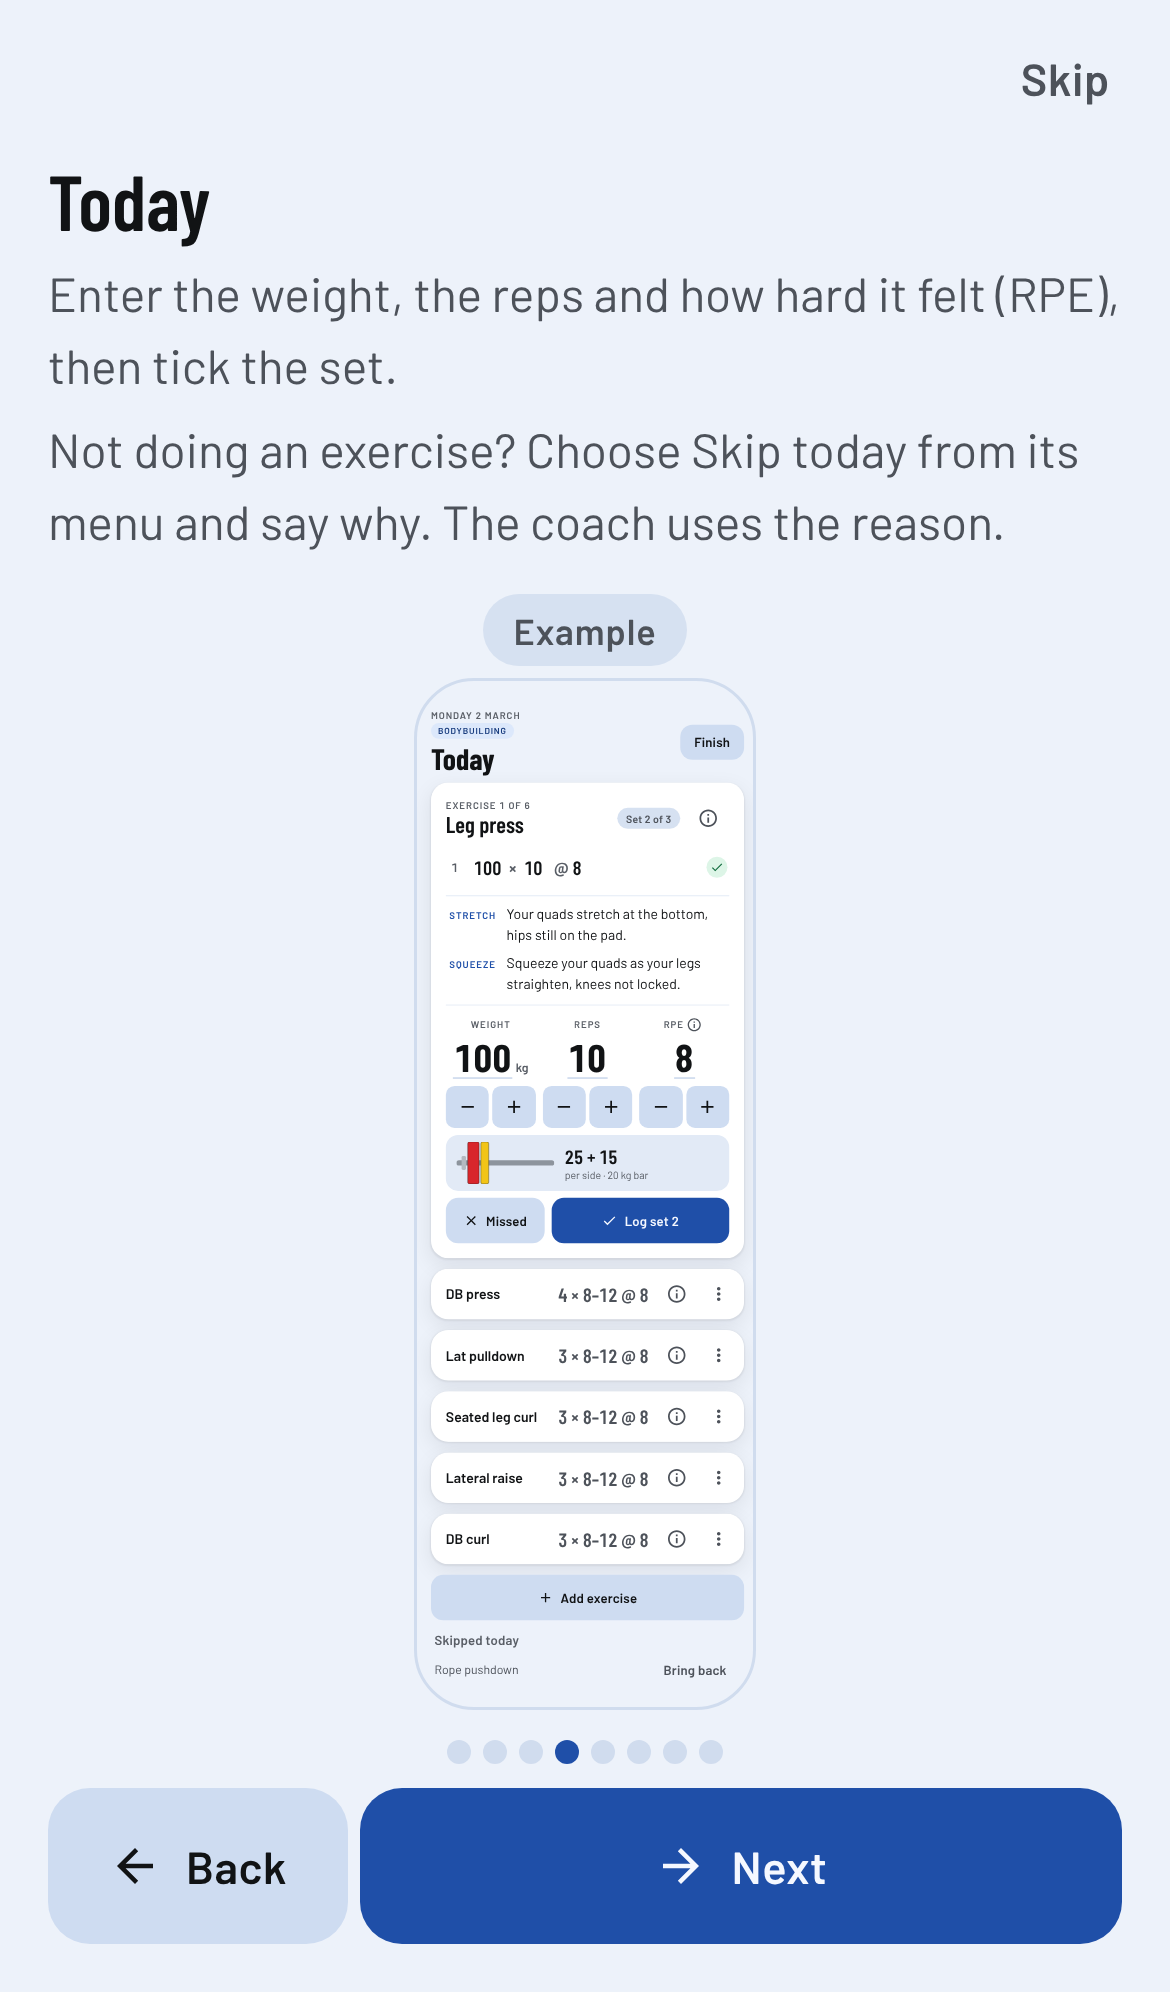 Skip
Today
Enter the weight, the reps and how hard it felt (RPE),
then tick the set.
Not doing an exercise? Choose Skip today from its
menu and say why. The coach uses the reason.
Example
MONDAY 2 MARCH
BODYBUILDING
Today
Finish
EXERCISE 1 OF 6
Leg press
Set 2 of 3
1 100 × 10 @ 8
STRETCH Your quads stretch at the bottom,
hips still on the pad.
SQUEEZE Squeeze your quads as your legs
straighten, knees not locked.
WEIGHT REPS RPE
100 kg 10 8
− + − + − +
25 + 15
per side · 20 kg bar
Missed Log set 2
DB press 4 × 8–12 @ 8
Lat pulldown 3 × 8–12 @ 8
Seated leg curl 3 × 8–12 @ 8
Lateral raise 3 × 8–12 @ 8
DB curl 3 × 8–12 @ 8
+ Add exercise
Skipped today
Rope pushdown Bring back
Back Next